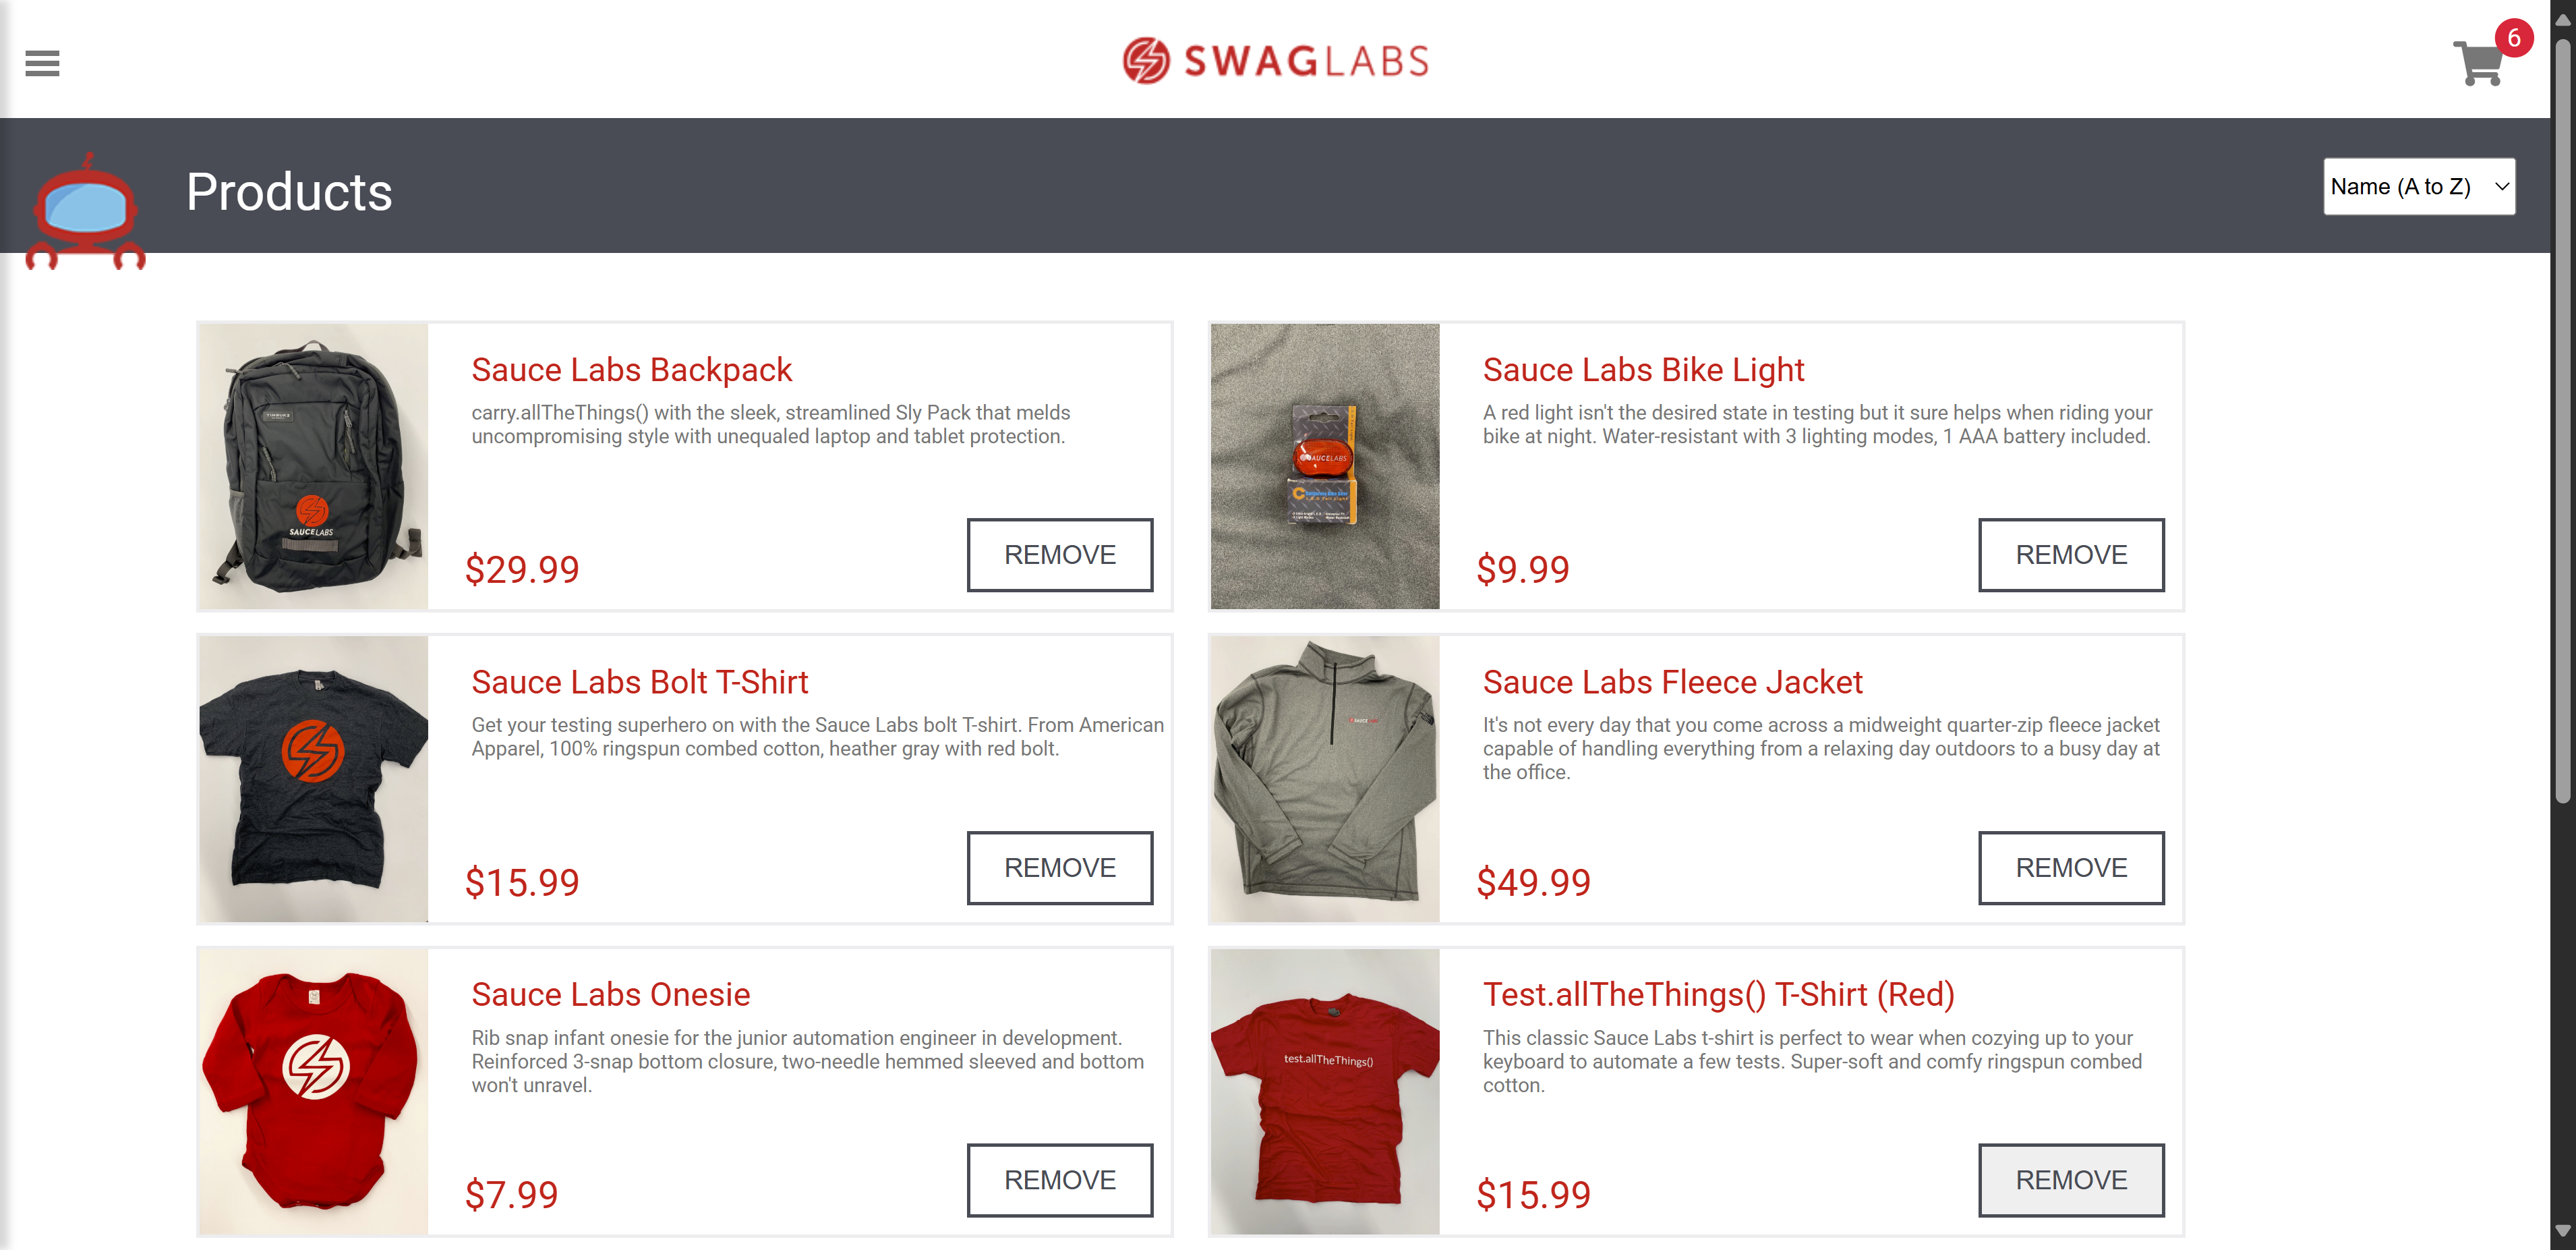 SWAGLABS
6
Products
Name (A to Z)
Sauce Labs Backpack
carry.allTheThings() with the sleek, streamlined Sly Pack that melds
uncompromising style with unequaled laptop and tablet protection.
$29.99
REMOVE
SAUCELABS
Sauce Labs Bike Light
A red light isn't the desired state in testing but it sure helps when riding your
bike at night. Water-resistant with 3 lighting modes, 1 AAA battery included.
$9.99
REMOVE
SAUCELABS
Sauce Labs Bolt T-Shirt
Get your testing superhero on with the Sauce Labs bolt T-shirt. From American
Apparel, 100% ringspun combed cotton, heather gray with red bolt.
$15.99
REMOVE
Sauce Labs Fleece Jacket
It's not every day that you come across a midweight quarter-zip fleece jacket
capable of handling everything from a relaxing day outdoors to a busy day at
the office.
$49.99
REMOVE
Sauce Labs Onesie
Rib snap infant onesie for the junior automation engineer in development.
Reinforced 3-snap bottom closure, two-needle hemmed sleeved and bottom
won't unravel.
$7.99
REMOVE
Test.allTheThings() T-Shirt (Red)
This classic Sauce Labs t-shirt is perfect to wear when cozying up to your
keyboard to automate a few tests. Super-soft and comfy ringspun combed
cotton.
$15.99
REMOVE
test.allTheThings()